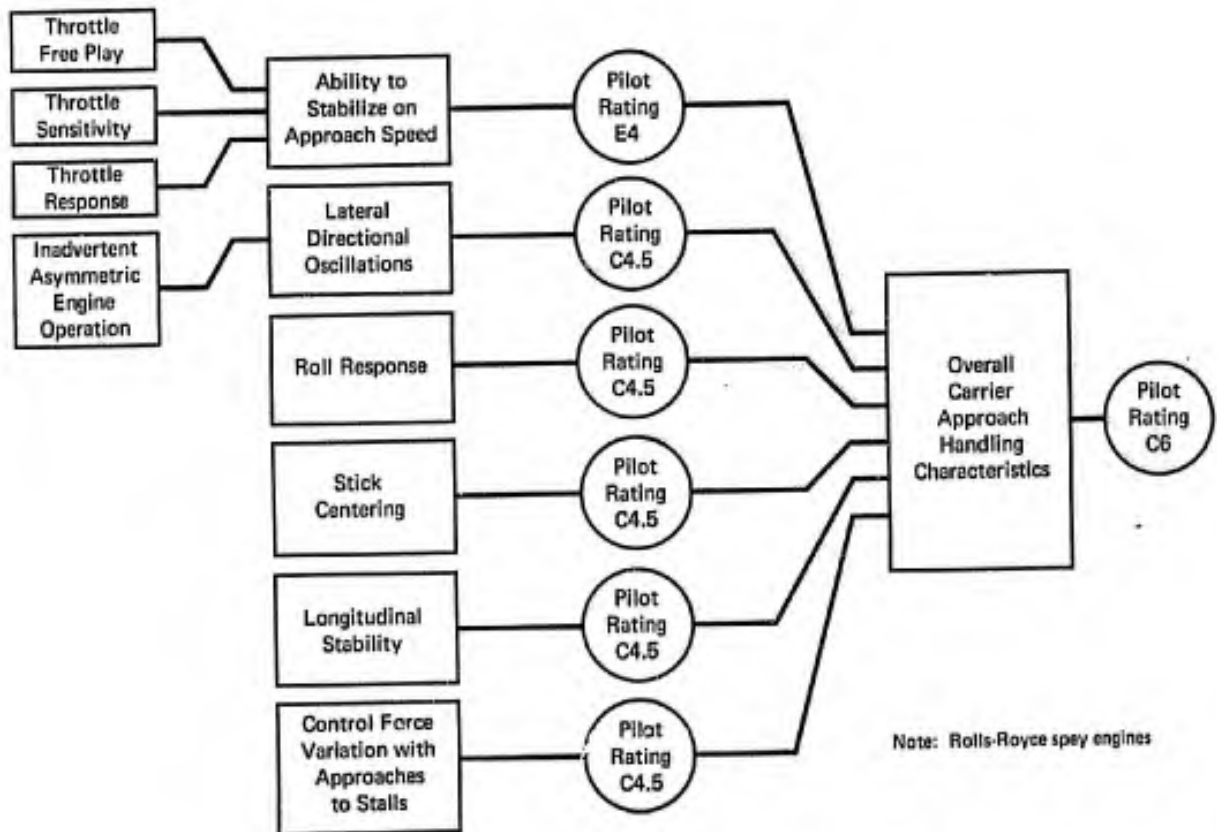 Throttle
Free Play
Throttle
Sensitivity
Throttle
Response
Inadvertent
Asymmetric
Engine
Operation
Ability to
Stabilize on
Approach Speed
Lateral
Directional
Oscillations
Roll Response
Stick
Centering
Longitudinal
Stability
Control Force
Variation with
Approaches
to Stalls
Pilot
Rating
E4
Pilot
Rating
C4.5
Pilot
Rating
C4.5
Pilot
Rating
C4.5
Pilot
Rating
C4.5
Pilot
Rating
C4.5
Overall
Carrier
Approach
Handling
Characteristics
Pilot
Rating
C6
Note: Rolls-Royce spey engines